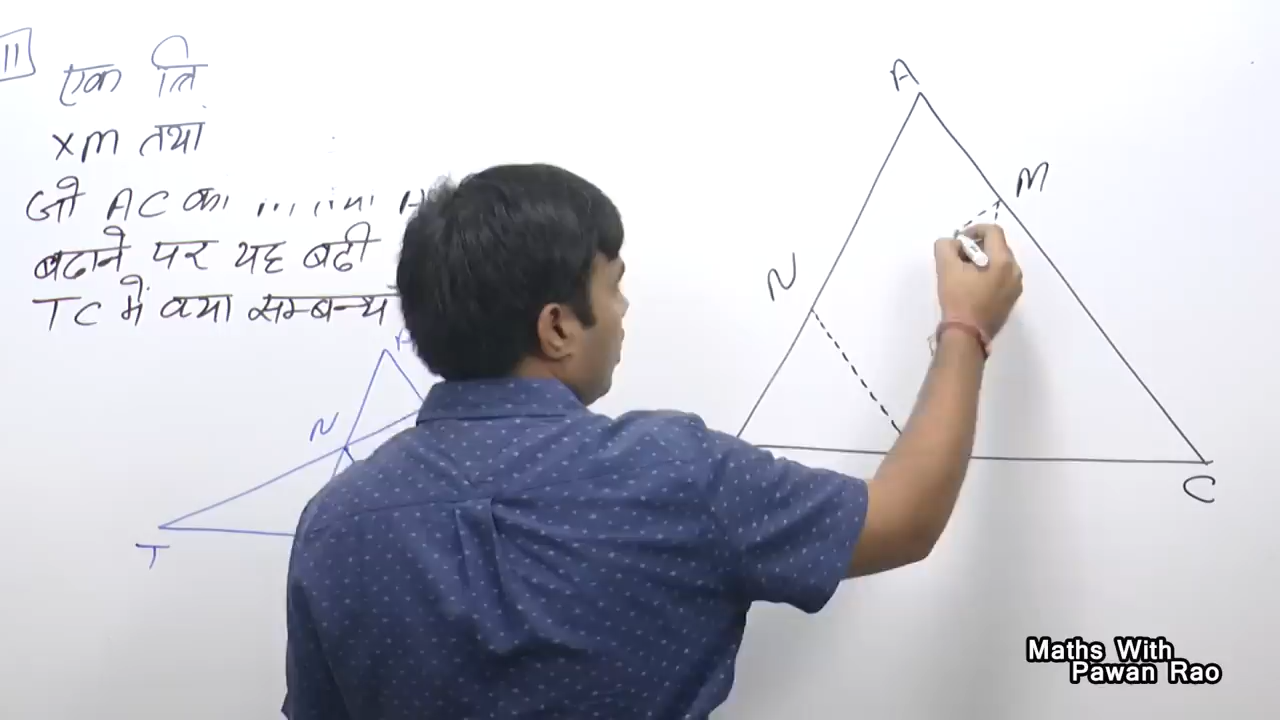 11
एक त्रि
XM तथा
जो AC का
बढाने पर यह बढी
TC में क्या सम्बन्ध
A
M
N
C
N
T
Maths With
Pawan Rao